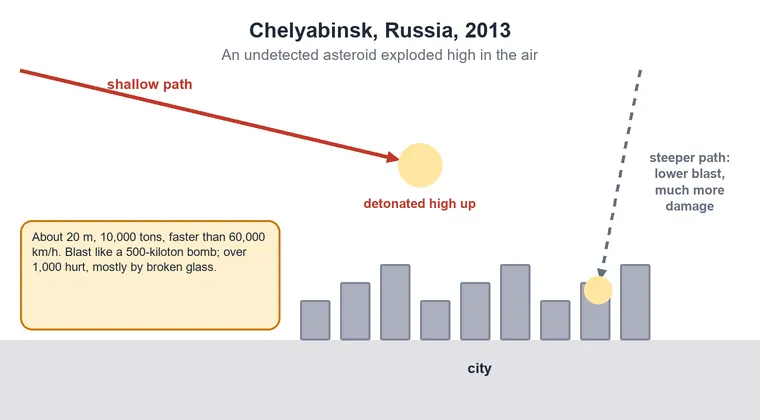 Chelyabinsk, Russia, 2013
An undetected asteroid exploded high in the air
shallow path
steeper path:
lower blast,
much more
damage
detonated high up
About 20 m, 10,000 tons, faster than 60,000
km/h. Blast like a 500-kiloton bomb; over
1,000 hurt, mostly by broken glass.
city